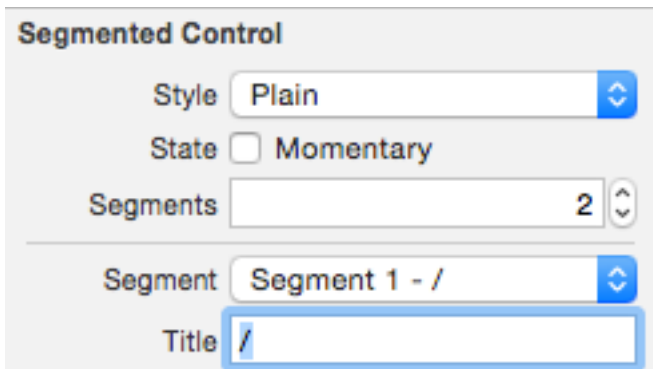 Segmented Control
Style Plain
State Momentary
Segments 2
Segment Segment 1 - /
Title /